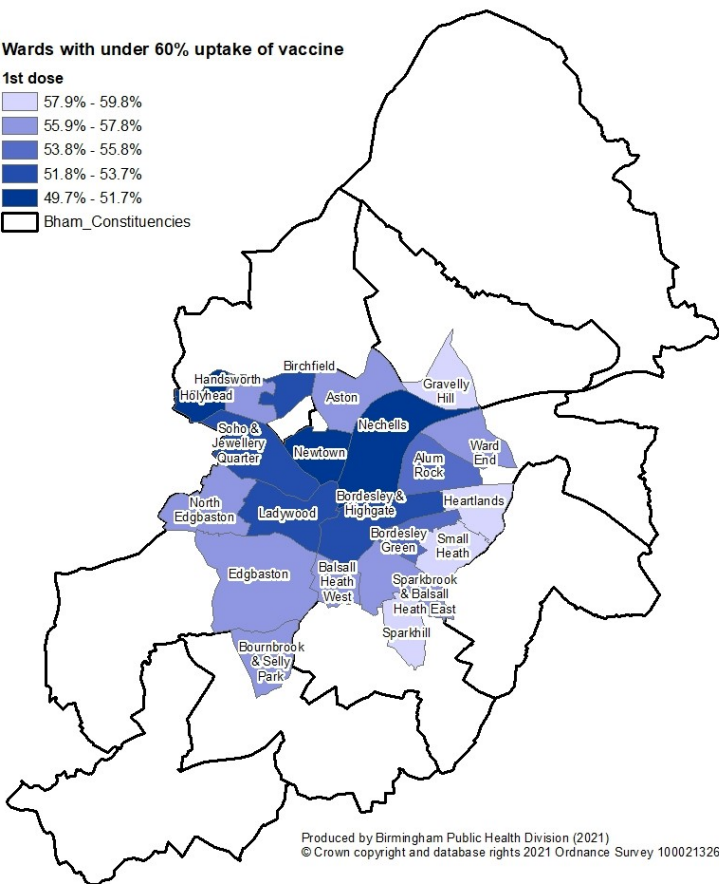 Wards with under 60% uptake of vaccine
1st dose
57.9% - 59.8%
55.9% - 57.8%
53.8% - 55.8%
51.8% - 53.7%
49.7% - 51.7%
Bham_Constituencies
Birchfield
Handsworth
Holyhead
Aston
Gravelly
Hill
Nechells
Soho &
Jewellery
Quarter
Newtown
Alum
Rock
Ward
End
North
Edgbaston
Ladywood
Bordesley &
Highgate
Heartlands
Bordesley
Green
Small
Heath
Edgbaston
Balsall
Heath
West
Sparkbrook
& Balsall
Heath East
Sparkhill
Bournbrook
& Selly
Park
Produced by Birmingham Public Health Division (2021)
© Crown copyright and database rights 2021 Ordnance Survey 100021326